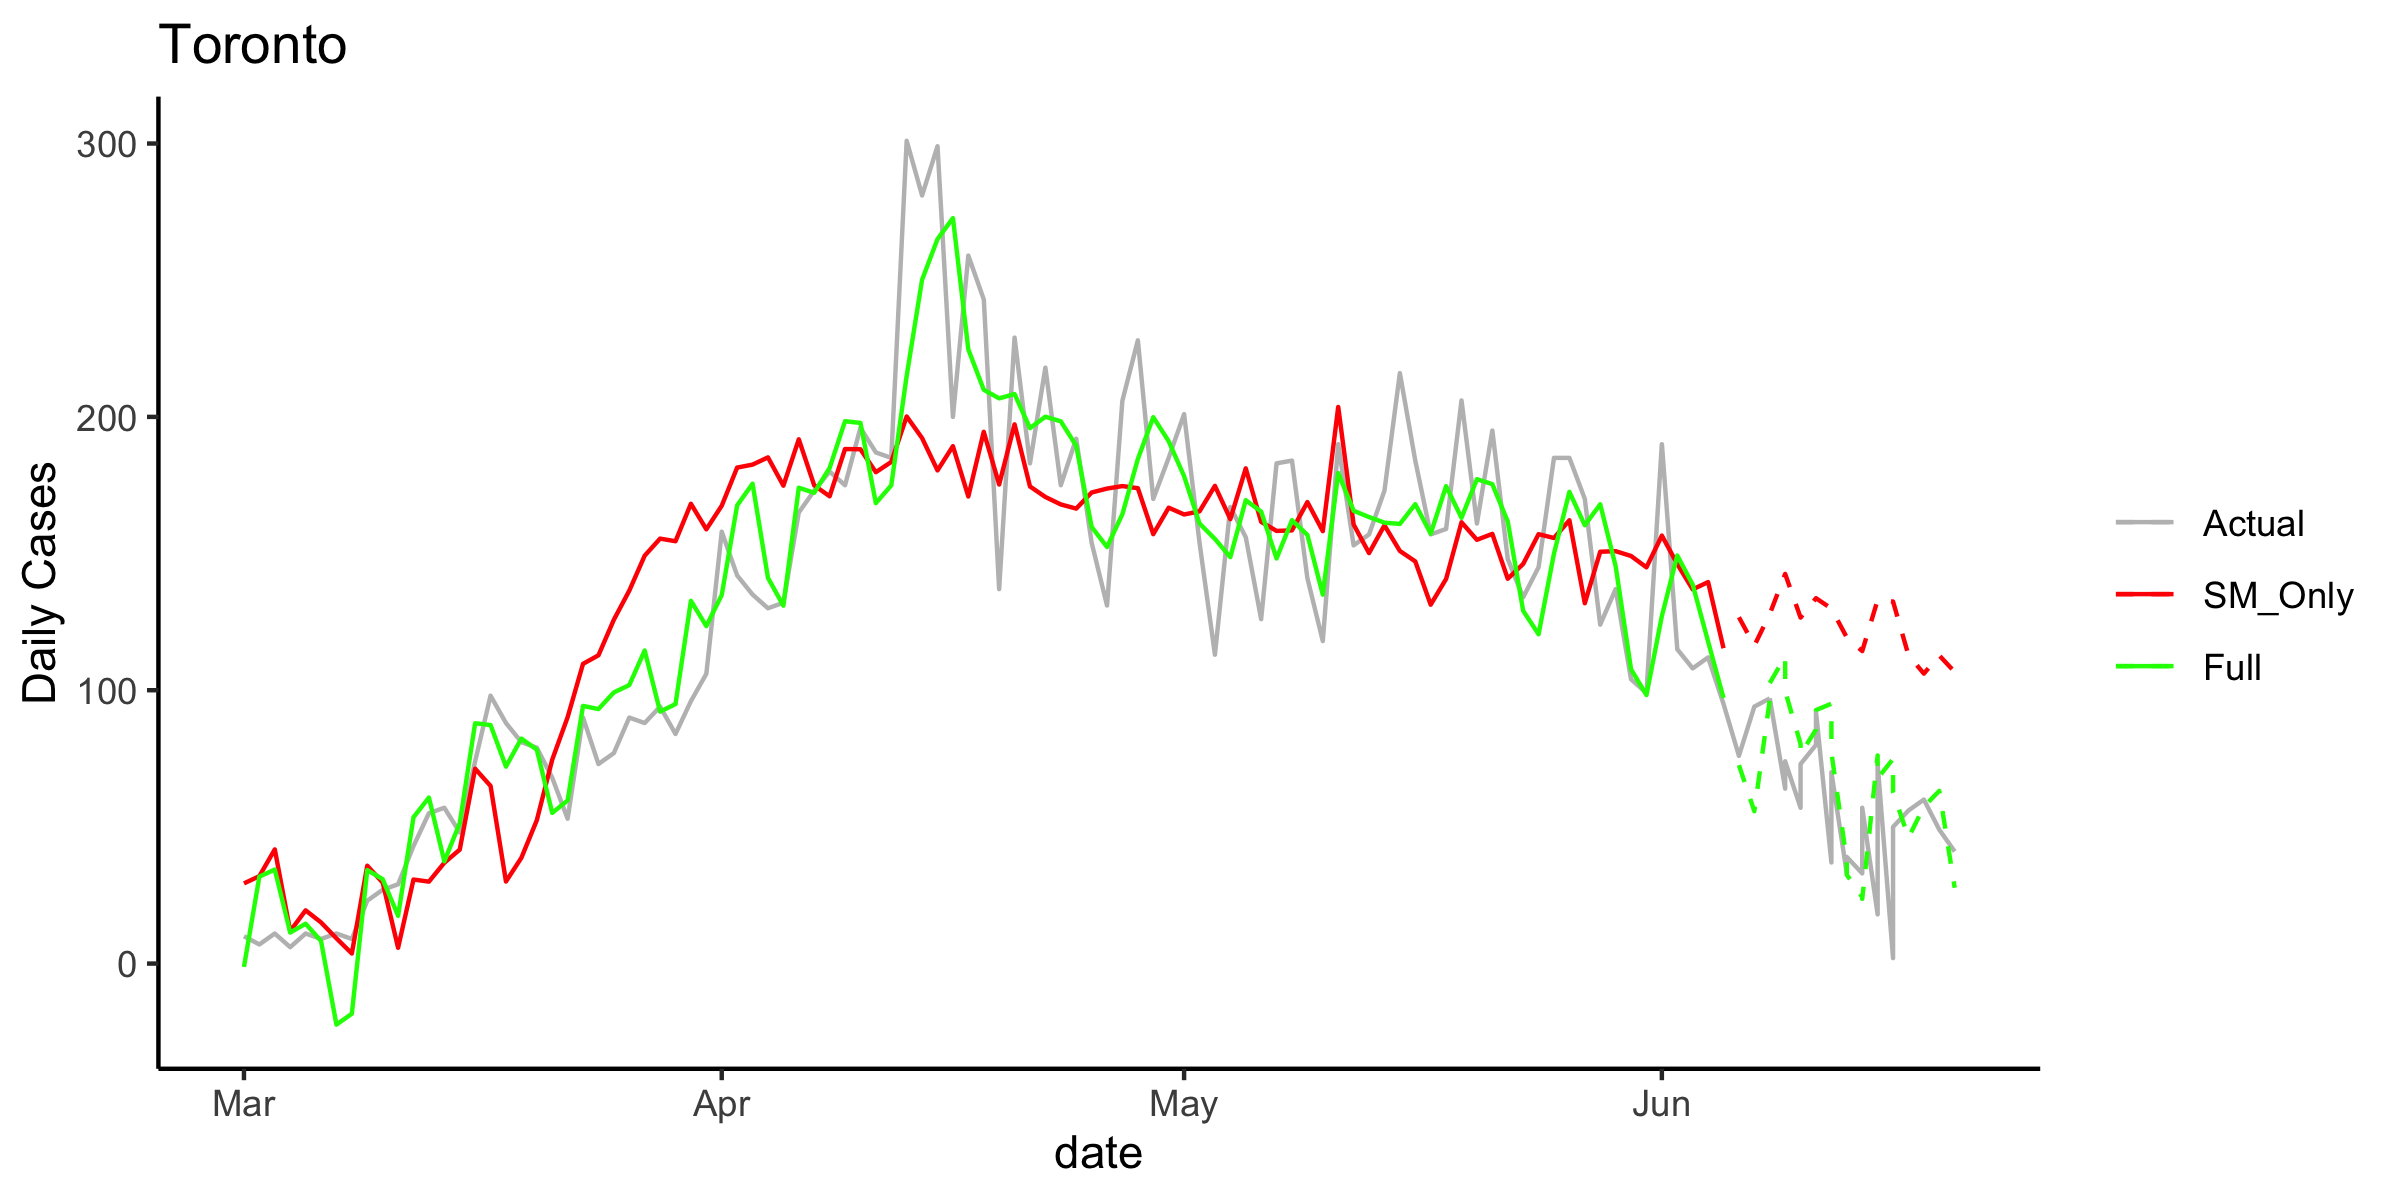 Toronto
300
200
100
0
Daily Cases
Mar
Apr
May
Jun
date
Actual
SM_Only
Full